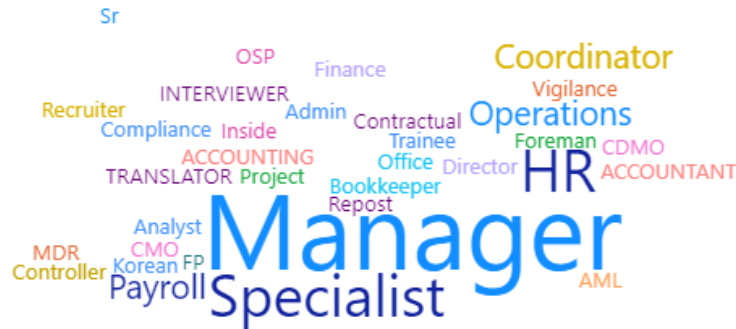 Sr
OSP
Finance
Coordinator
INTERVIEWER
Vigilance
Recruiter
Admin
Operations
Compliance
Inside
Contractual
Trainee
Foreman
CDMO
ACCOUNTING
Office
Director
HR
ACCOUNTANT
TRANSLATOR
Project
Bookkeeper
Repost
Manager
Analyst
MDR
CMO
Controller
Korean
FP
AML
Payroll
Specialist